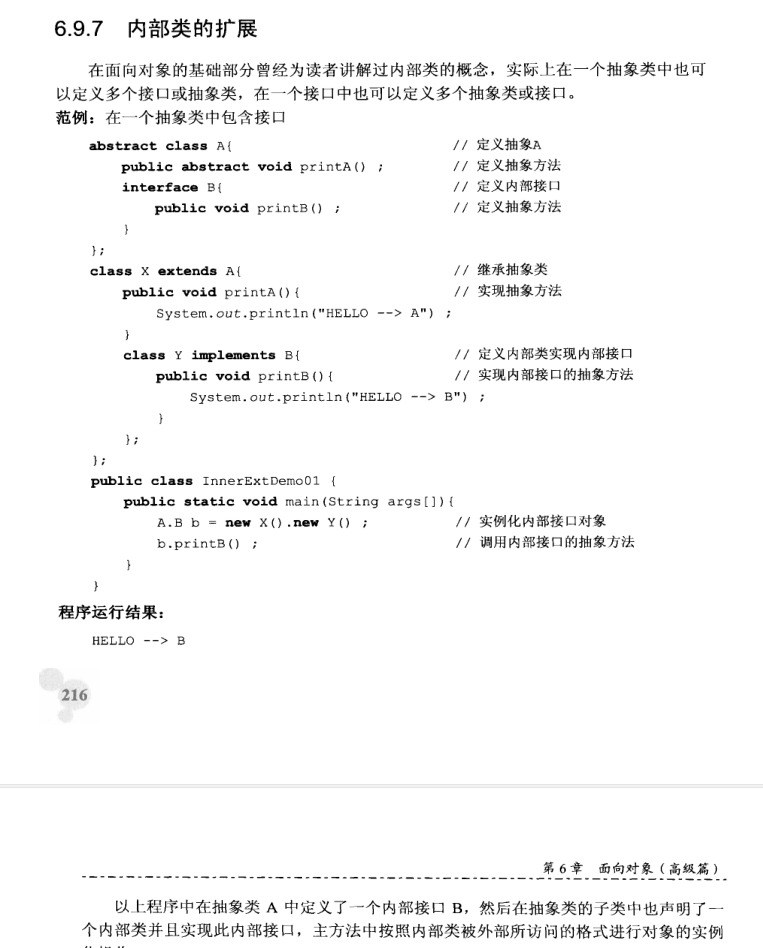 6.9.7 内部类的扩展
在面向对象的基础部分曾经为读者讲解过内部类的概念，实际上在一个抽象类中也可
以定义多个接口或抽象类，在一个接口中也可以定义多个抽象类或接口。
范例：在一个抽象类中包含接口
abstract class A{ // 定义抽象A
public abstract void printA() ; // 定义抽象方法
interface B{ // 定义内部接口
public void printB() ; // 定义抽象方法
}
};
class X extends A{ // 继承抽象类
public void printA(){ // 实现抽象方法
System.out.println("HELLO --> A") ;
}
class Y implements B{ // 定义内部类实现内部接口
public void printB(){ // 实现内部接口的抽象方法
System.out.println("HELLO --> B") ;
}
};
};
public class InnerExtDemo01 {
public static void main(String args[]){
A.B b = new X().new Y() ; // 实例化内部接口对象
b.printB() ; // 调用内部接口的抽象方法
}
}
程序运行结果：
HELLO --> B
216
第 6 章 面向对象（高级篇）
以上程序中在抽象类 A 中定义了一个内部接口 B，然后在抽象类的子类中也声明了一
个内部类并且实现此内部接口，主方法中按照内部类被外部所访问的格式进行对象的实例